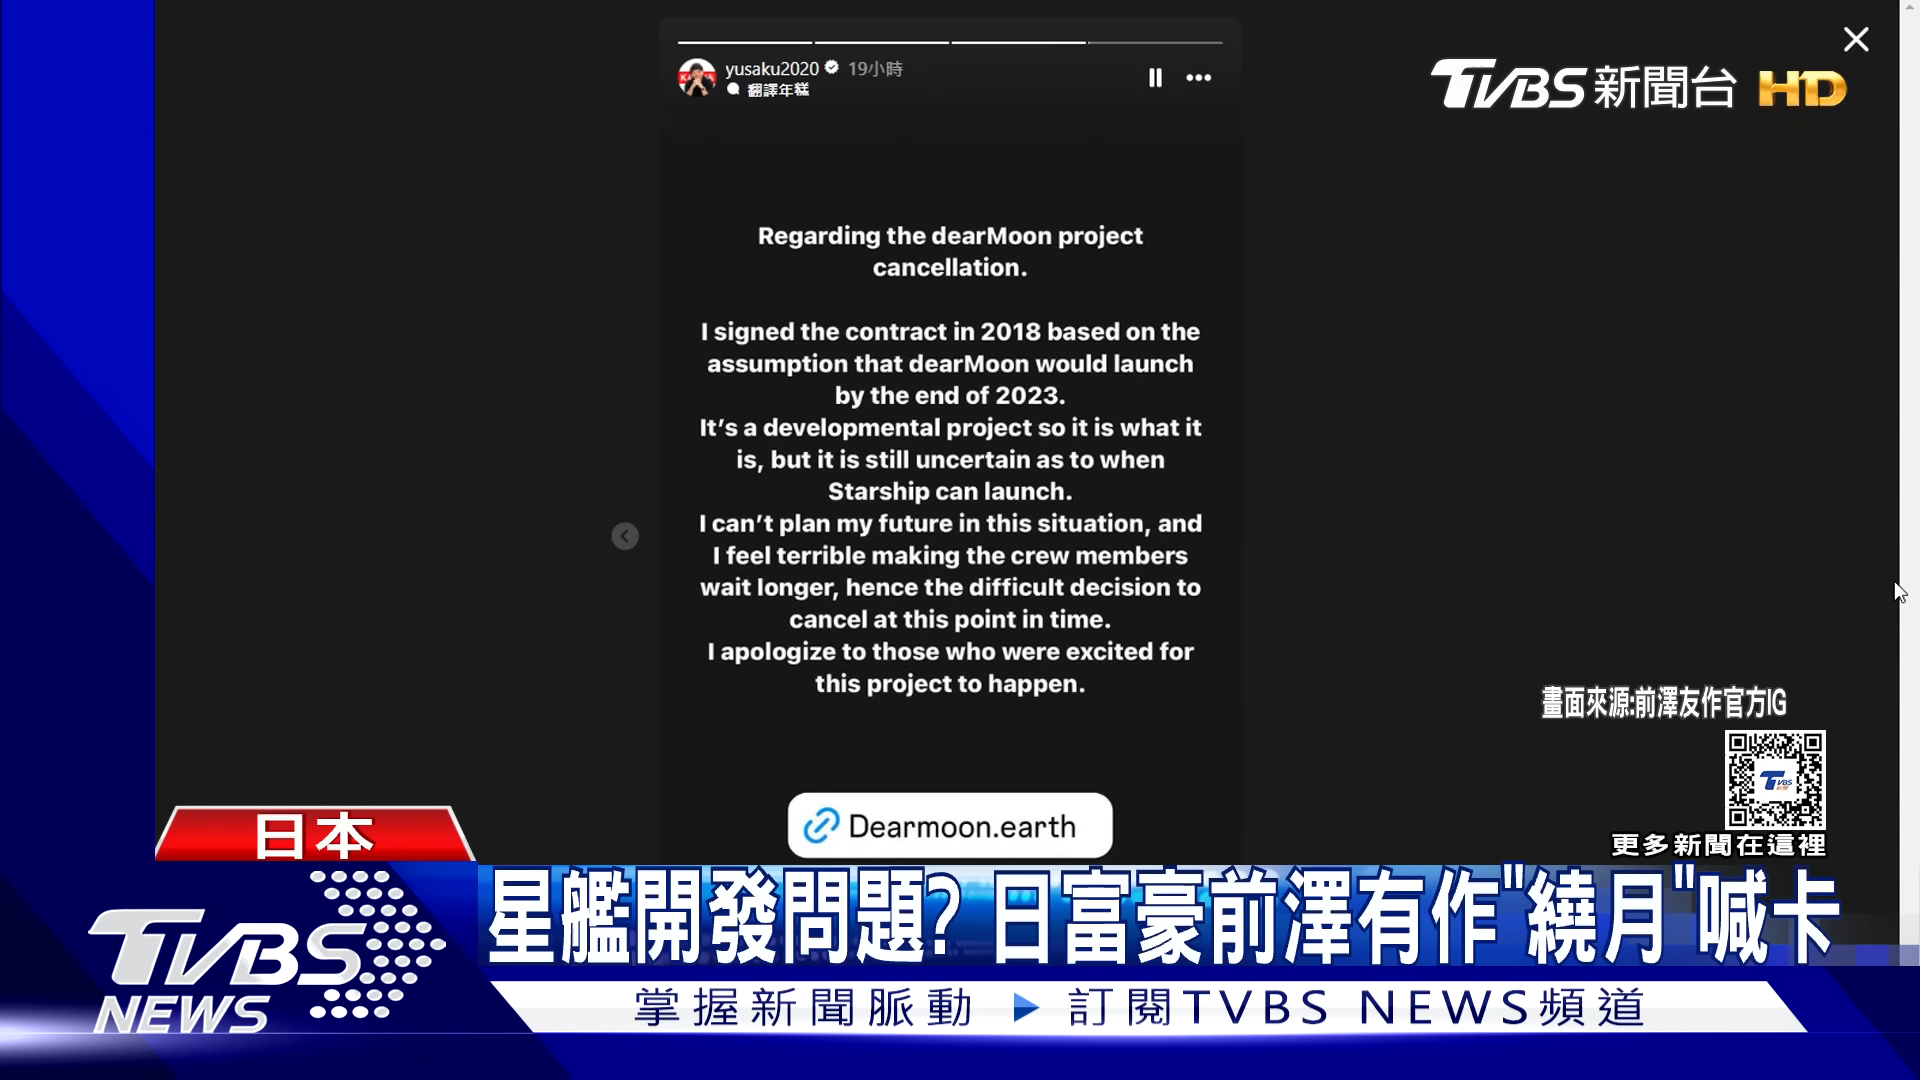 yusaku2020 19小時
翻譯年糕
TVBS新聞台 HD
Regarding the dearMoon project
cancellation.
I signed the contract in 2018 based on the
assumption that dearMoon would launch
by the end of 2023.
It's a developmental project so it is what it
is, but it is still uncertain as to when
Starship can launch.
I can't plan my future in this situation, and
I feel terrible making the crew members
wait longer, hence the difficult decision to
cancel at this point in time.
I apologize to those who were excited for
this project to happen.
畫面來源:前澤友作官方IG
TVBS
Dearmoon.earth
更多新聞在這裡
日本
星艦開發問題? 日富豪前澤有作"繞月"喊卡
TVBS
NEWS
掌握新聞脈動 ▶ 訂閱TVBS NEWS頻道